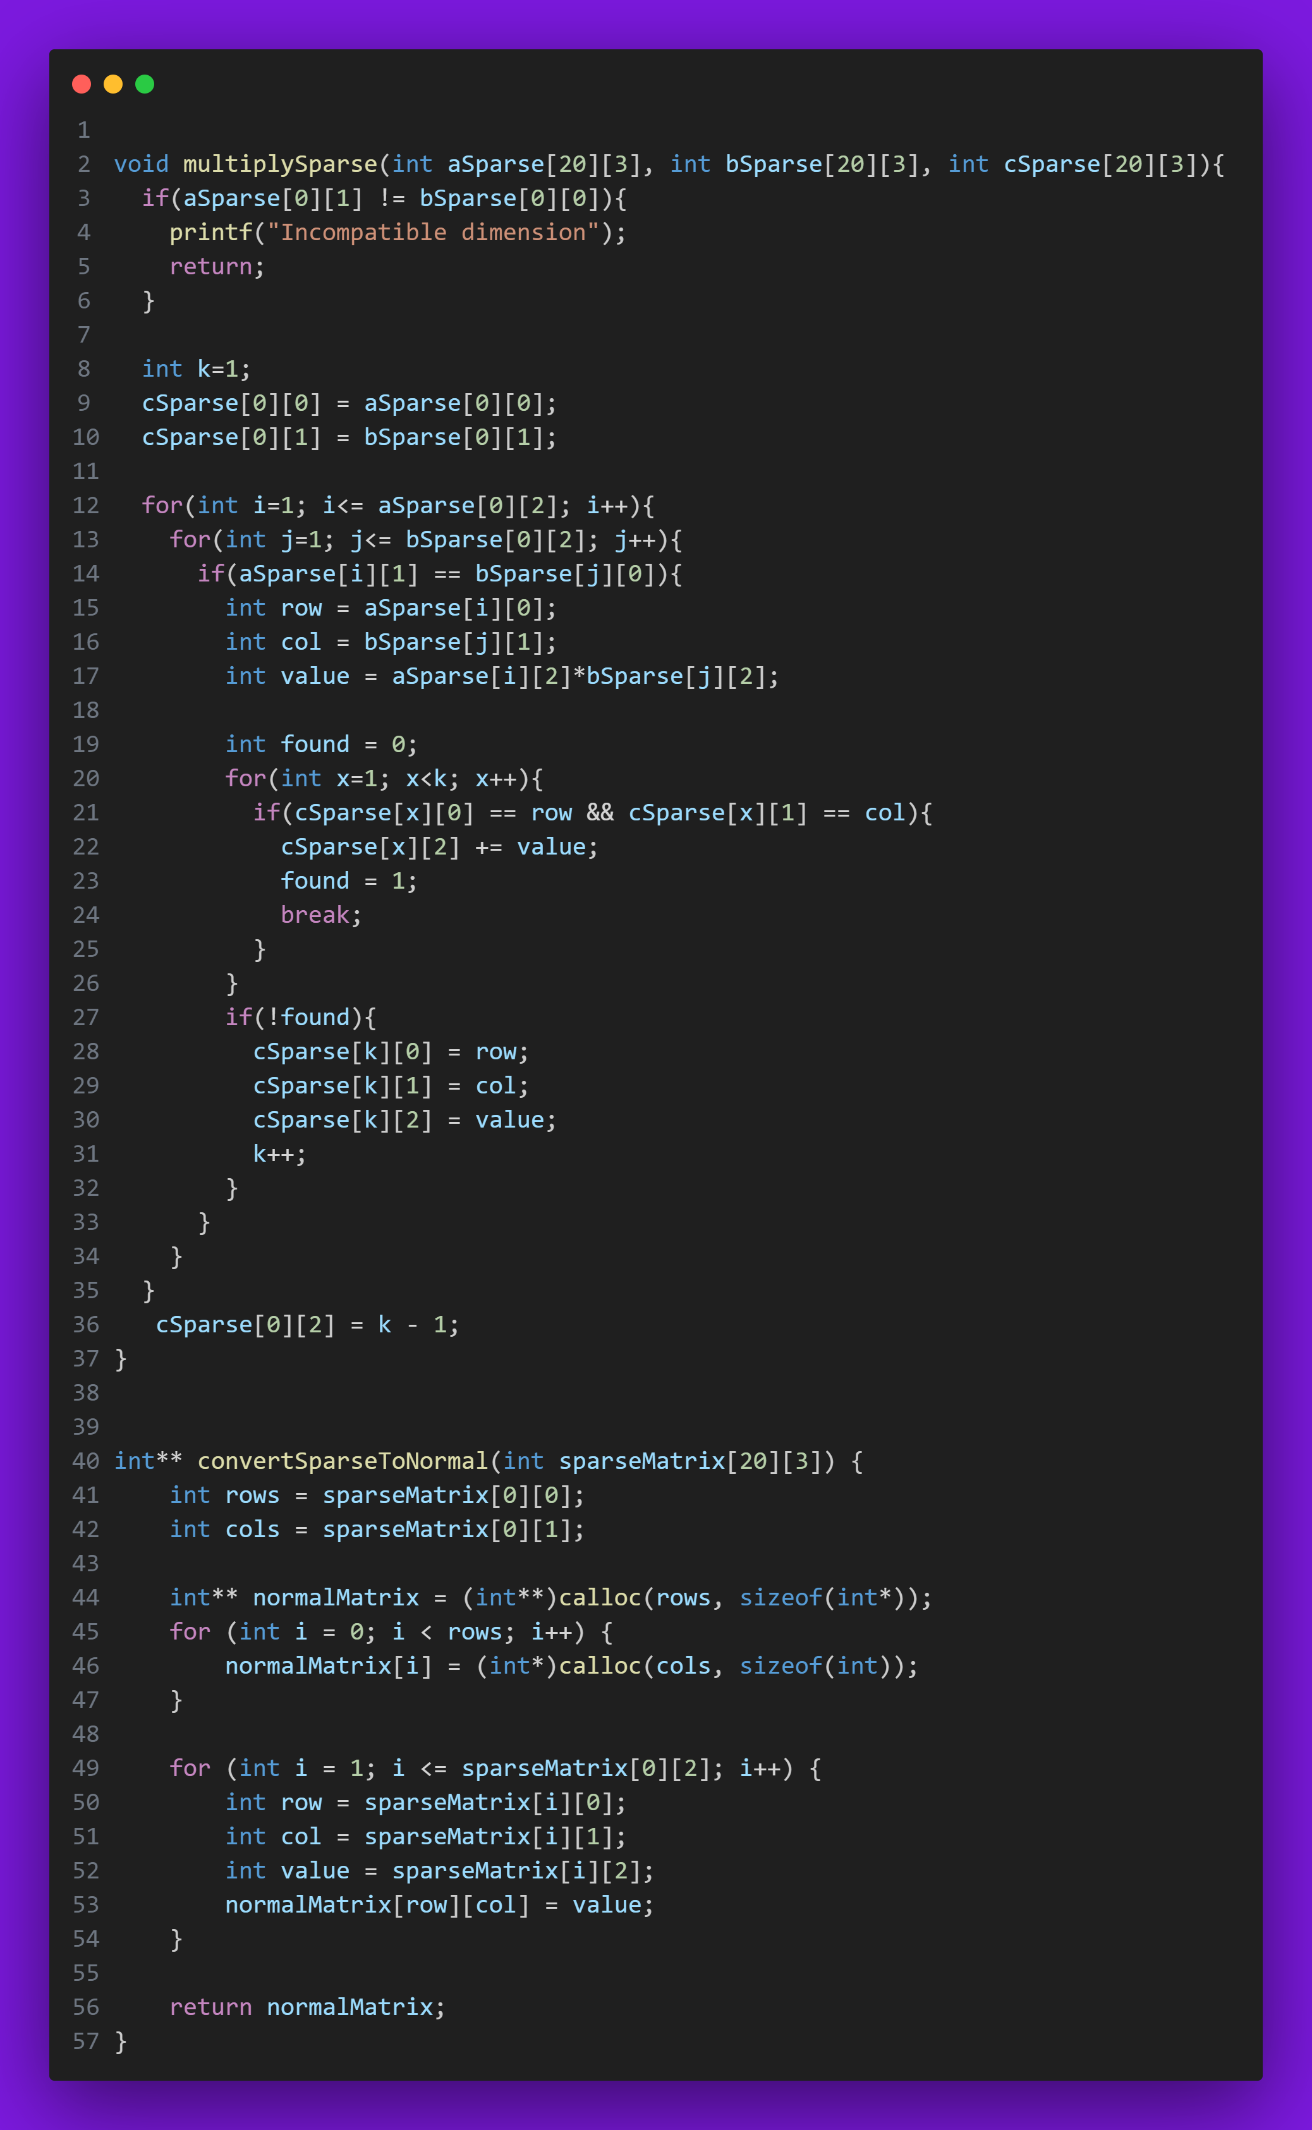 1
2 void multiplySparse(int aSparse[20][3], int bSparse[20][3], int cSparse[20][3]){
3   if(aSparse[0][1] != bSparse[0][0]){
4     printf("Incompatible dimension");
5     return;
6   }
7
8   int k=1;
9   cSparse[0][0] = aSparse[0][0];
10   cSparse[0][1] = bSparse[0][1];
11
12   for(int i=1; i<= aSparse[0][2]; i++){
13     for(int j=1; j<= bSparse[0][2]; j++){
14       if(aSparse[i][1] == bSparse[j][0]){
15         int row = aSparse[i][0];
16         int col = bSparse[j][1];
17         int value = aSparse[i][2]*bSparse[j][2];
18
19         int found = 0;
20         for(int x=1; x<k; x++){
21           if(cSparse[x][0] == row && cSparse[x][1] == col){
22             cSparse[x][2] += value;
23             found = 1;
24             break;
25           }
26         }
27         if(!found){
28           cSparse[k][0] = row;
29           cSparse[k][1] = col;
30           cSparse[k][2] = value;
31           k++;
32         }
33       }
34     }
35   }
36    cSparse[0][2] = k - 1;
37 }
38
39
40 int** convertSparseToNormal(int sparseMatrix[20][3]) {
41     int rows = sparseMatrix[0][0];
42     int cols = sparseMatrix[0][1];
43
44     int** normalMatrix = (int**)calloc(rows, sizeof(int*));
45     for (int i = 0; i < rows; i++) {
46         normalMatrix[i] = (int*)calloc(cols, sizeof(int));
47     }
48
49     for (int i = 1; i <= sparseMatrix[0][2]; i++) {
50         int row = sparseMatrix[i][0];
51         int col = sparseMatrix[i][1];
52         int value = sparseMatrix[i][2];
53         normalMatrix[row][col] = value;
54     }
55
56     return normalMatrix;
57 }